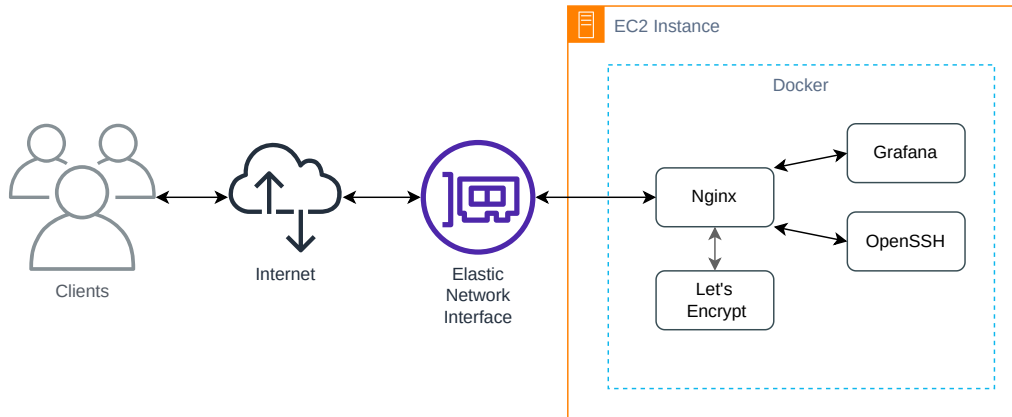 EC2 Instance
Docker
Grafana
Nginx
OpenSSH
Let's
Encrypt
Clients
Internet
Elastic
Network
Interface